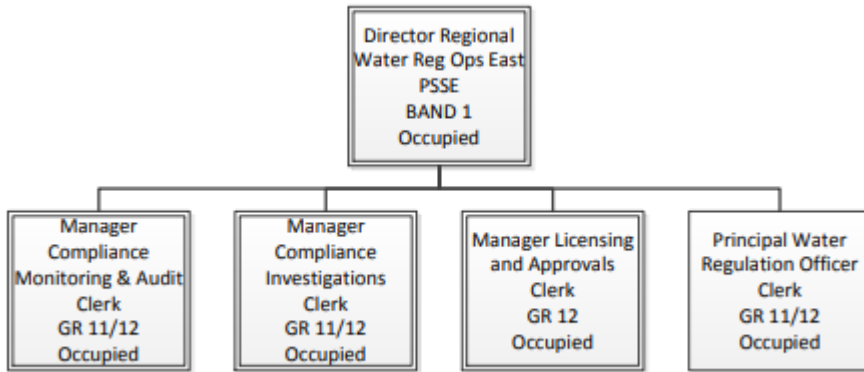 Director Regional
Water Reg Ops East
PSSE
BAND 1
Occupied
Manager
Compliance
Monitoring & Audit
Clerk
GR 11/12
Occupied
Manager
Compliance
Investigations
Clerk
GR 11/12
Occupied
Manager Licensing
and Approvals
Clerk
GR 12
Occupied
Principal Water
Regulation Officer
Clerk
GR 11/12
Occupied